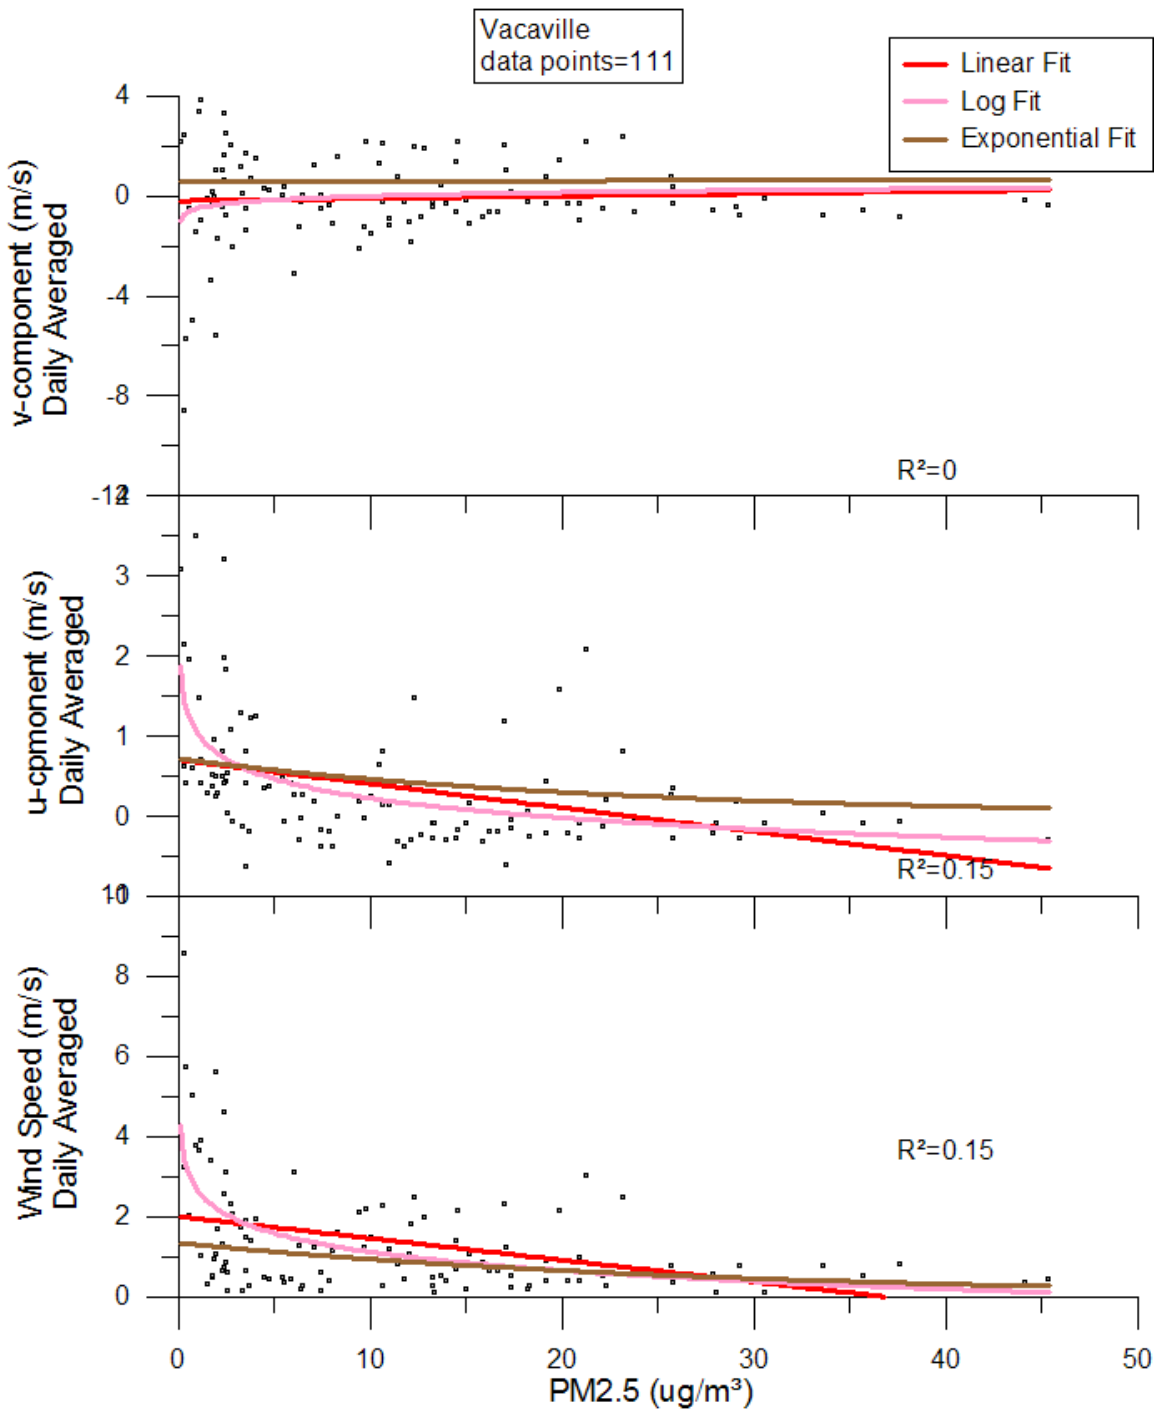 Vacaville
data points=111
Linear Fit
Log Fit
Exponential Fit
v-component (m/s)
Daily Averaged
4
0
-4
-8
-12
R²=0
u-cpmonent (m/s)
Daily Averaged
4
3
2
1
0
-1
R²=0.15
Wind Speed (m/s)
Daily Averaged
10
8
6
4
2
0
R²=0.15
0 10 20 30 40 50
PM2.5 (ug/m³)